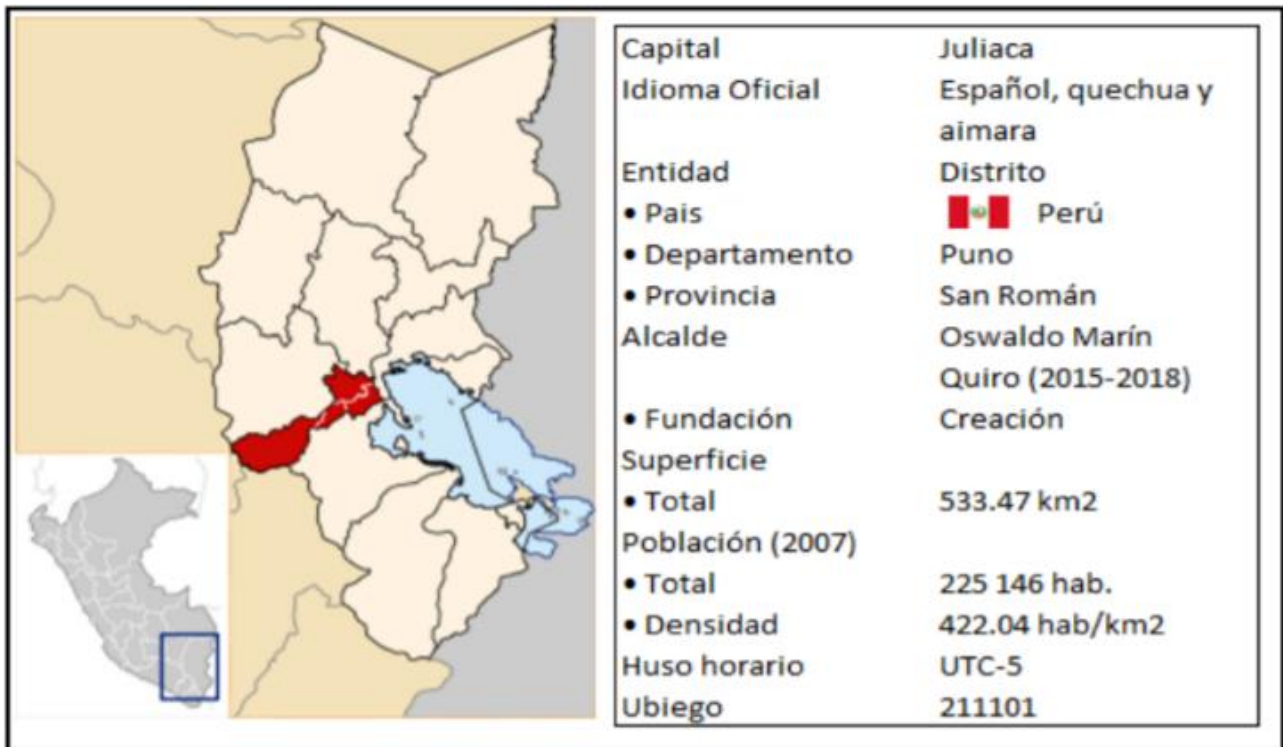 Capital Juliaca
Idioma Oficial Español, quechua y
aimara
Entidad Distrito
• Pais Perú
• Departamento Puno
• Provincia San Román
Alcalde Oswaldo Marín
Quiro (2015-2018)
• Fundación Creación
Superficie
• Total 533.47 km2
Población (2007)
• Total 225 146 hab.
• Densidad 422.04 hab/km2
Huso horario UTC-5
Ubiego 211101